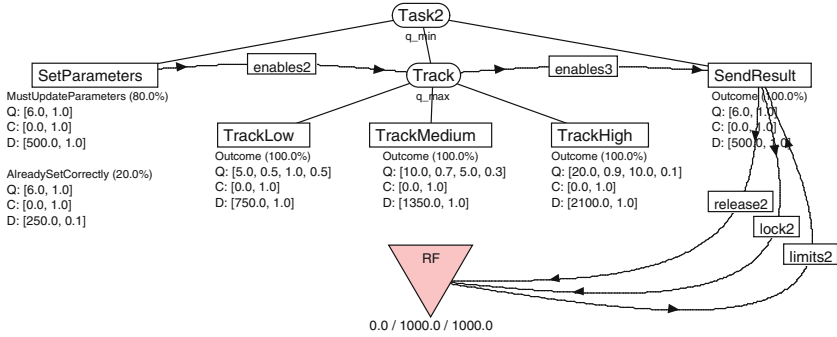 Task2
q_min
SetParameters
enables2
Track
enables3
SendResult
q_max
MustUpdateParameters (80.0%)
Q: [6.0, 1.0]
C: [0.0, 1.0]
D: [500.0, 1.0]
AlreadySetCorrectly (20.0%)
Q: [6.0, 1.0]
C: [0.0, 1.0]
D: [250.0, 0.1]
TrackLow
Outcome (100.0%)
Q: [5.0, 0.5, 1.0, 0.5]
C: [0.0, 1.0]
D: [750.0, 1.0]
TrackMedium
Outcome (100.0%)
Q: [10.0, 0.7, 5.0, 0.3]
C: [0.0, 1.0]
D: [1350.0, 1.0]
TrackHigh
Outcome (100.0%)
Q: [20.0, 0.9, 10.0, 0.1]
C: [0.0, 1.0]
D: [2100.0, 1.0]
Outcome (100.0%)
Q: [6.0, 1.0]
C: [0.0, 1.0]
D: [500.0, 1.0]
release2
lock2
limits2
RF
0.0 / 1000.0 / 1000.0